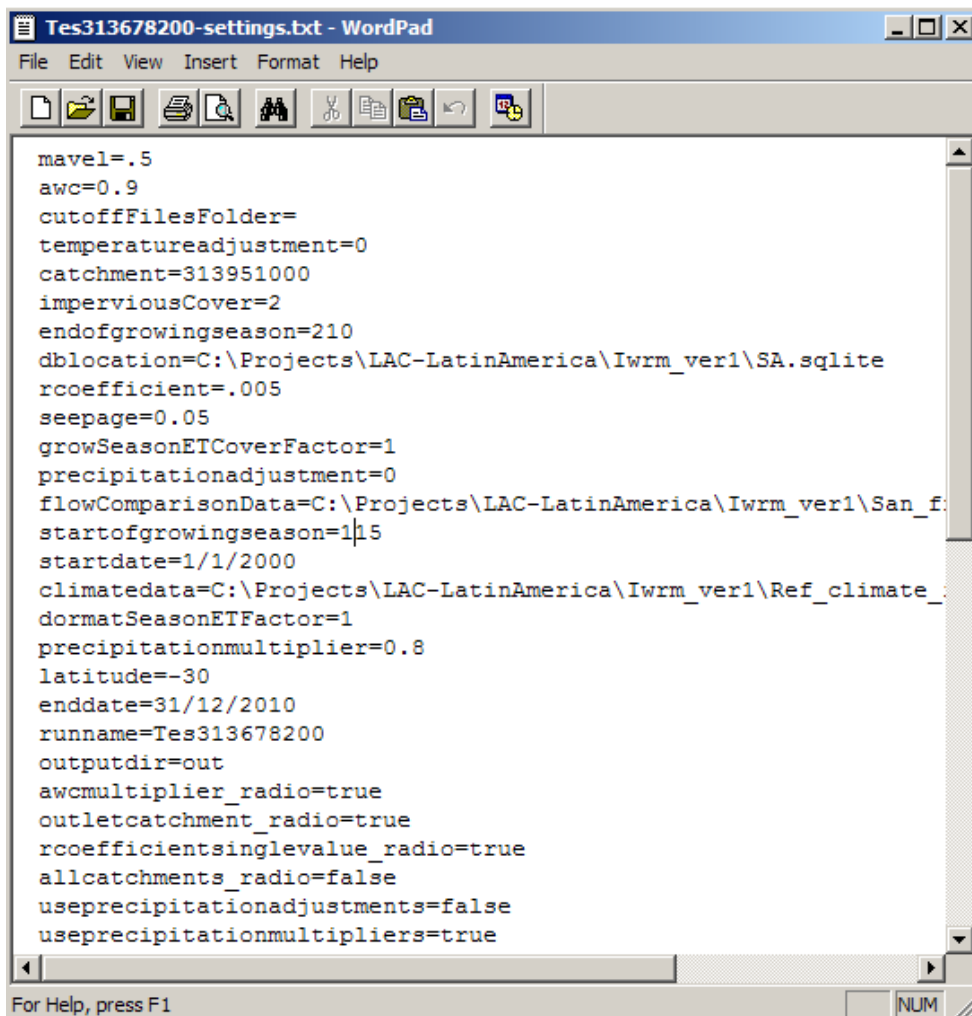 Tes313678200-settings.txt - WordPad
File Edit View Insert Format Help
mavel=.5
awc=0.9
cutoffFilesFolder=
temperatureadjustment=0
catchment=313951000
imperviousCover=2
endofgrowingseason=210
dblocation=C:\Projects\LAC-LatinAmerica\Iwrm_ver1\SA.sqlite
rcoefficient=.005
seepage=0.05
growSeasonETCoverFactor=1
precipitationadjustment=0
flowComparisonData=C:\Projects\LAC-LatinAmerica\Iwrm_ver1\San_f
startofgrowingseason=115
startdate=1/1/2000
climatedata=C:\Projects\LAC-LatinAmerica\Iwrm_ver1\Ref_climate_
dormatSeasonETFactor=1
precipitationmultiplier=0.8
latitude=-30
enddate=31/12/2010
runname=Tes313678200
outputdir=out
awcmultiplier_radio=true
outletcatchment_radio=true
rcoefficientsinglevalue_radio=true
allcatchments_radio=false
useprecipitationadjustments=false
useprecipitationmultipliers=true
For Help, press F1 NUM